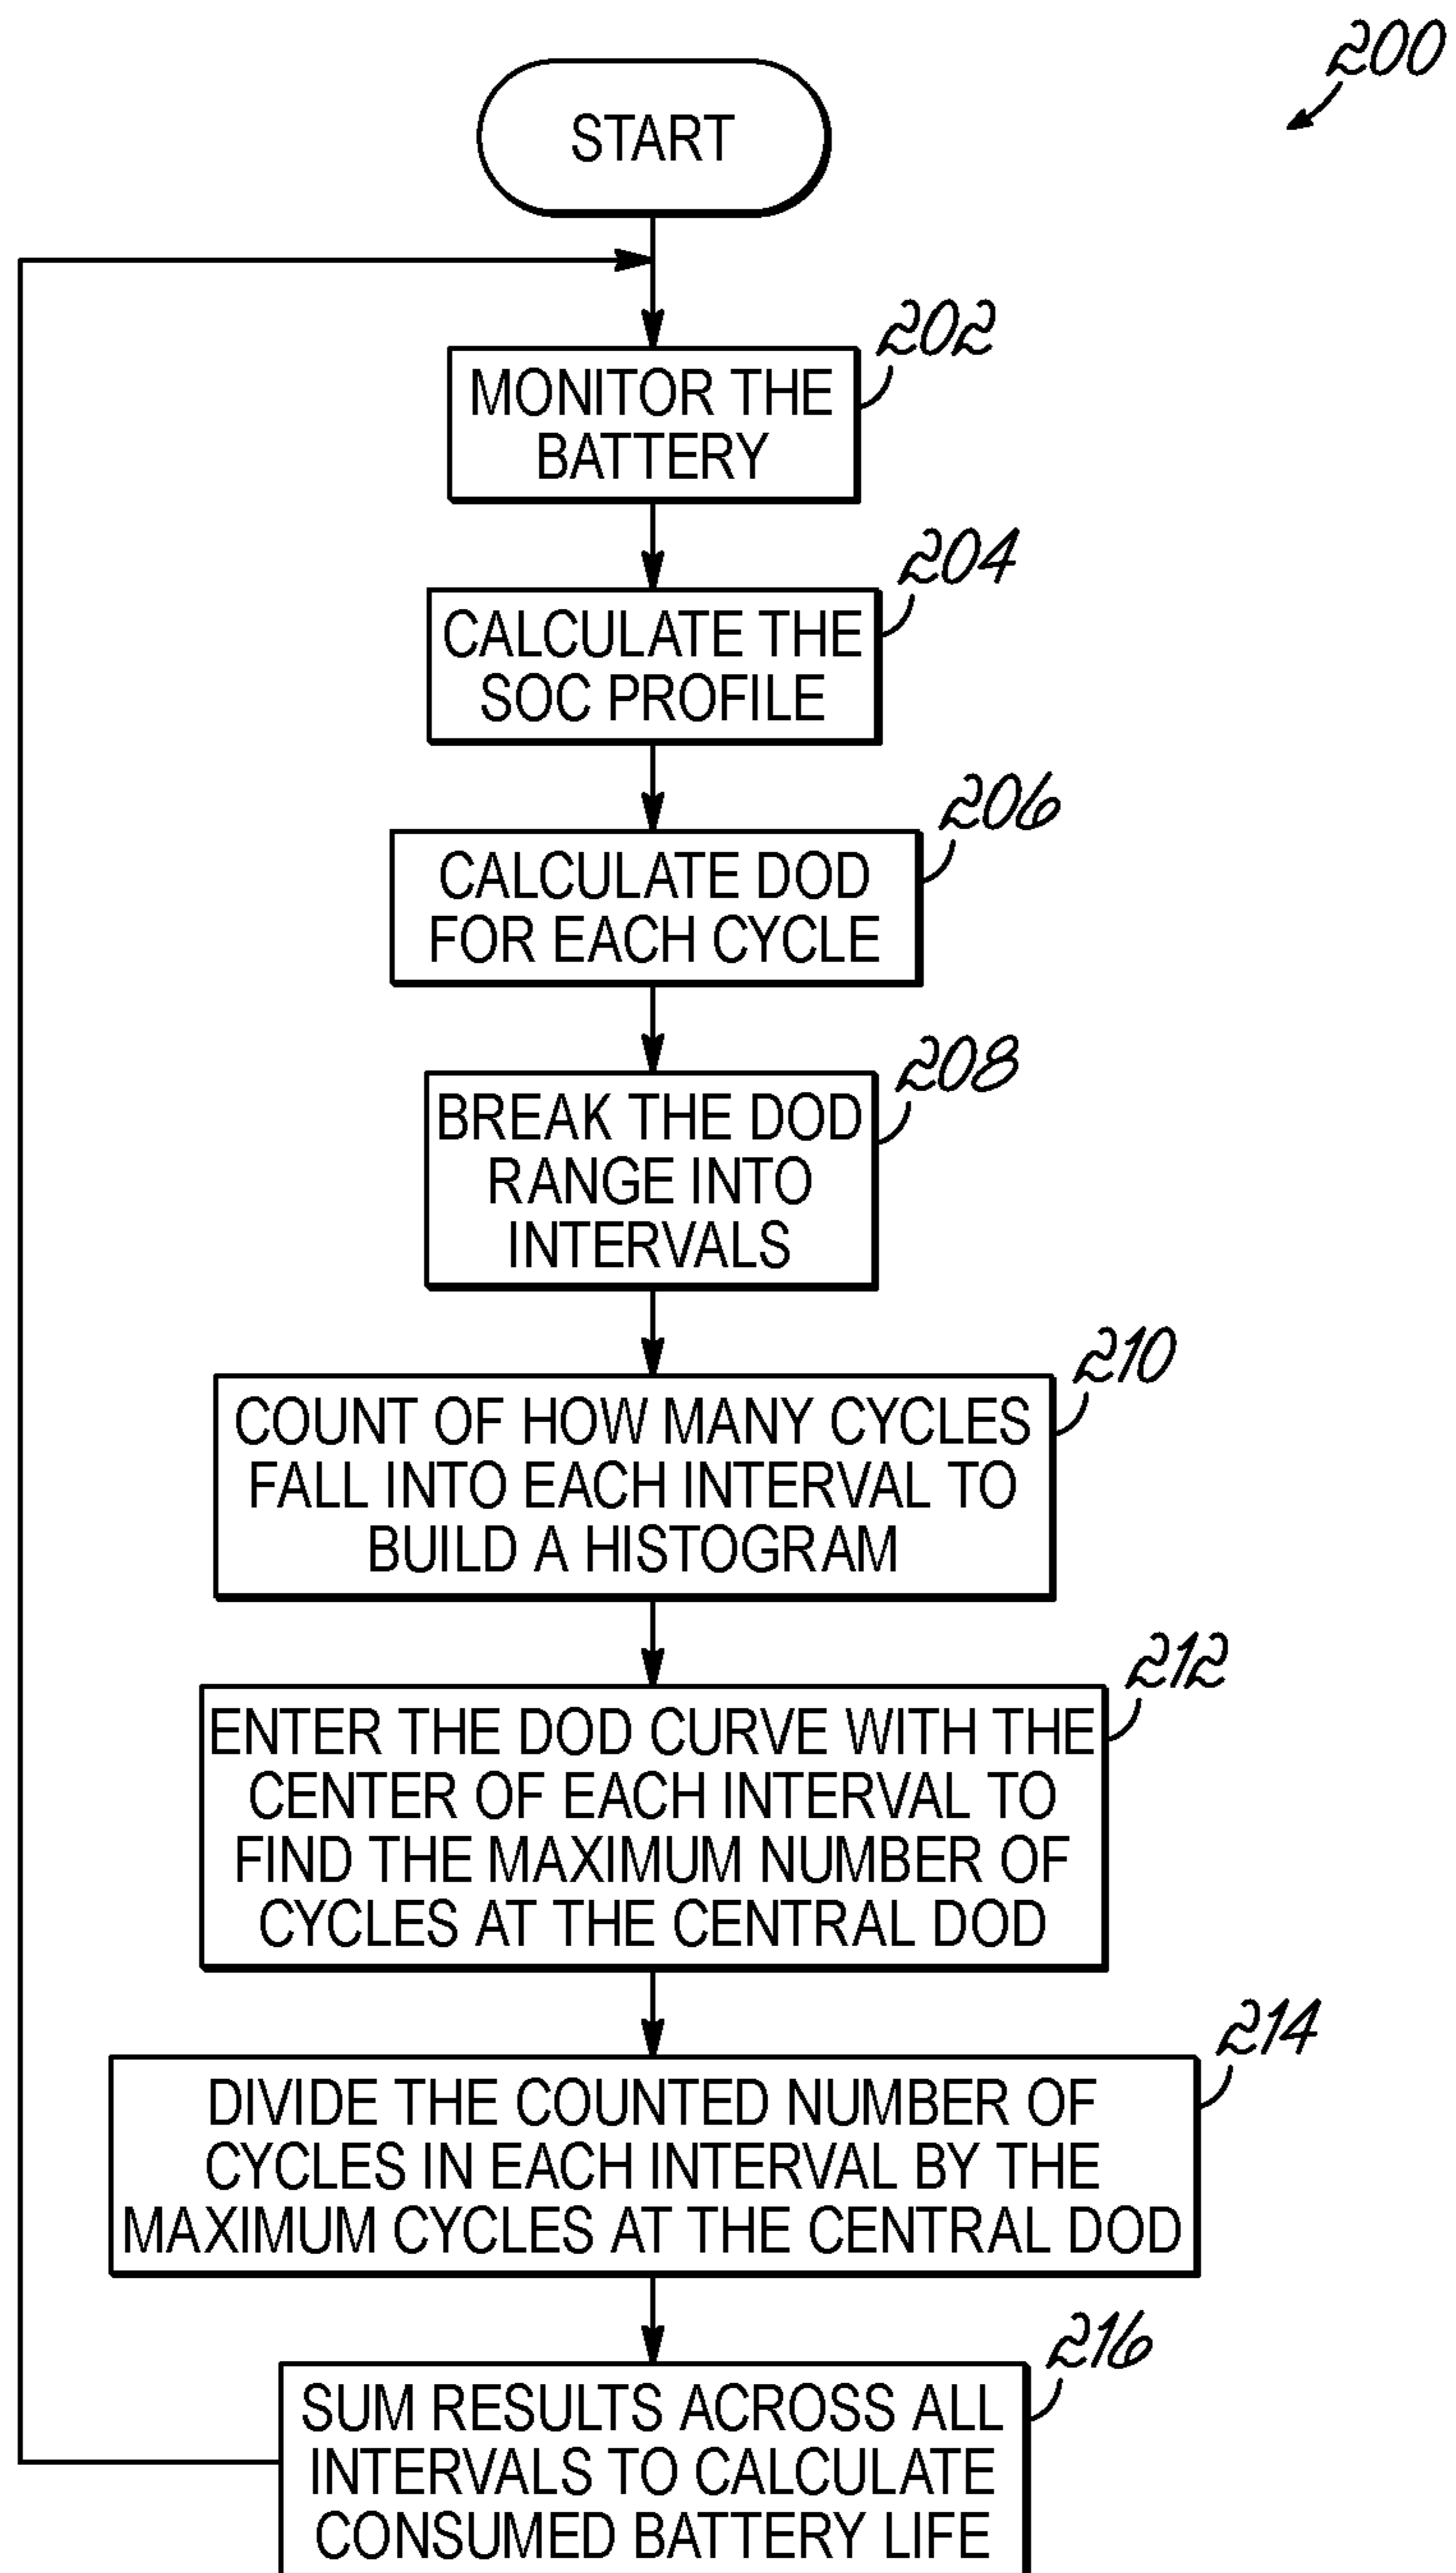 200
START
202
MONITOR THE
BATTERY
204
CALCULATE THE
SOC PROFILE
206
CALCULATE DOD
FOR EACH CYCLE
208
BREAK THE DOD
RANGE INTO
INTERVALS
210
COUNT OF HOW MANY CYCLES
FALL INTO EACH INTERVAL TO
BUILD A HISTOGRAM
212
ENTER THE DOD CURVE WITH THE
CENTER OF EACH INTERVAL TO
FIND THE MAXIMUM NUMBER OF
CYCLES AT THE CENTRAL DOD
214
DIVIDE THE COUNTED NUMBER OF
CYCLES IN EACH INTERVAL BY THE
MAXIMUM CYCLES AT THE CENTRAL DOD
216
SUM RESULTS ACROSS ALL
INTERVALS TO CALCULATE
CONSUMED BATTERY LIFE